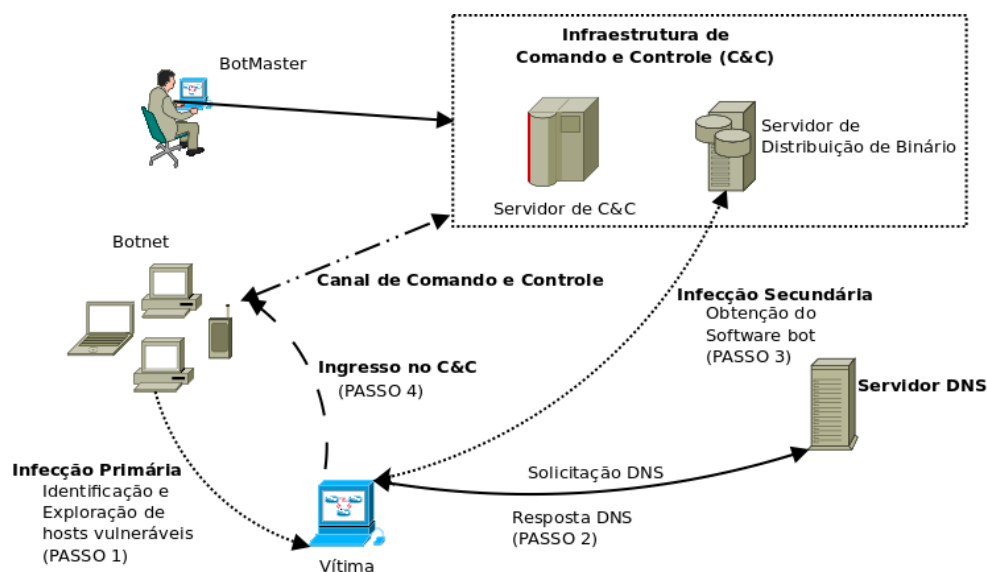 Infraestrutura de
Comando e Controle (C&C)
BotMaster
Servidor de
Distribuição de Binário
Servidor de C&C
Botnet
Canal de Comando e Controle
Infecção Secundária
Obtenção do
Software bot
(PASSO 3)
Ingresso no C&C
(PASSO 4)
Servidor DNS
Infecção Primária
Identificação e
Exploração de
hosts vulneráveis
(PASSO 1)
Solicitação DNS
Resposta DNS
(PASSO 2)
Vítima